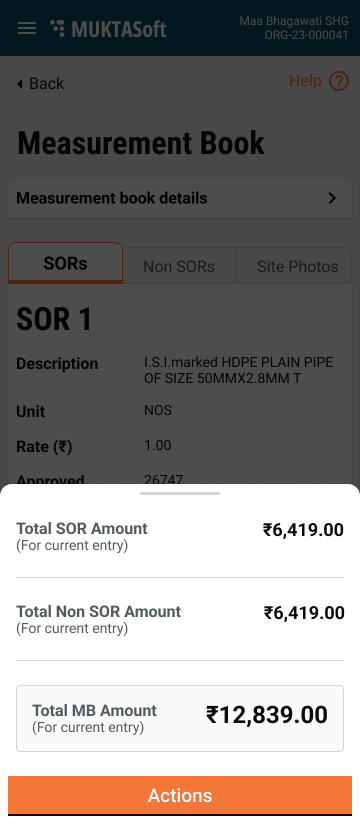 MUKTASoft
Maa Bhagawati SHG
ORG-23-000041
Back
Help ?
Measurement Book
Measurement book details
SORs
Non SORs
Site Photos
SOR 1
Description
I.S.I.marked HDPE PLAIN PIPE
OF SIZE 50MMX2.8MM T
Unit
NOS
Rate (₹)
1.00
Approved
26747
Total SOR Amount
(For current entry)
₹6,419.00
Total Non SOR Amount
(For current entry)
₹6,419.00
Total MB Amount
(For current entry)
₹12,839.00
Actions